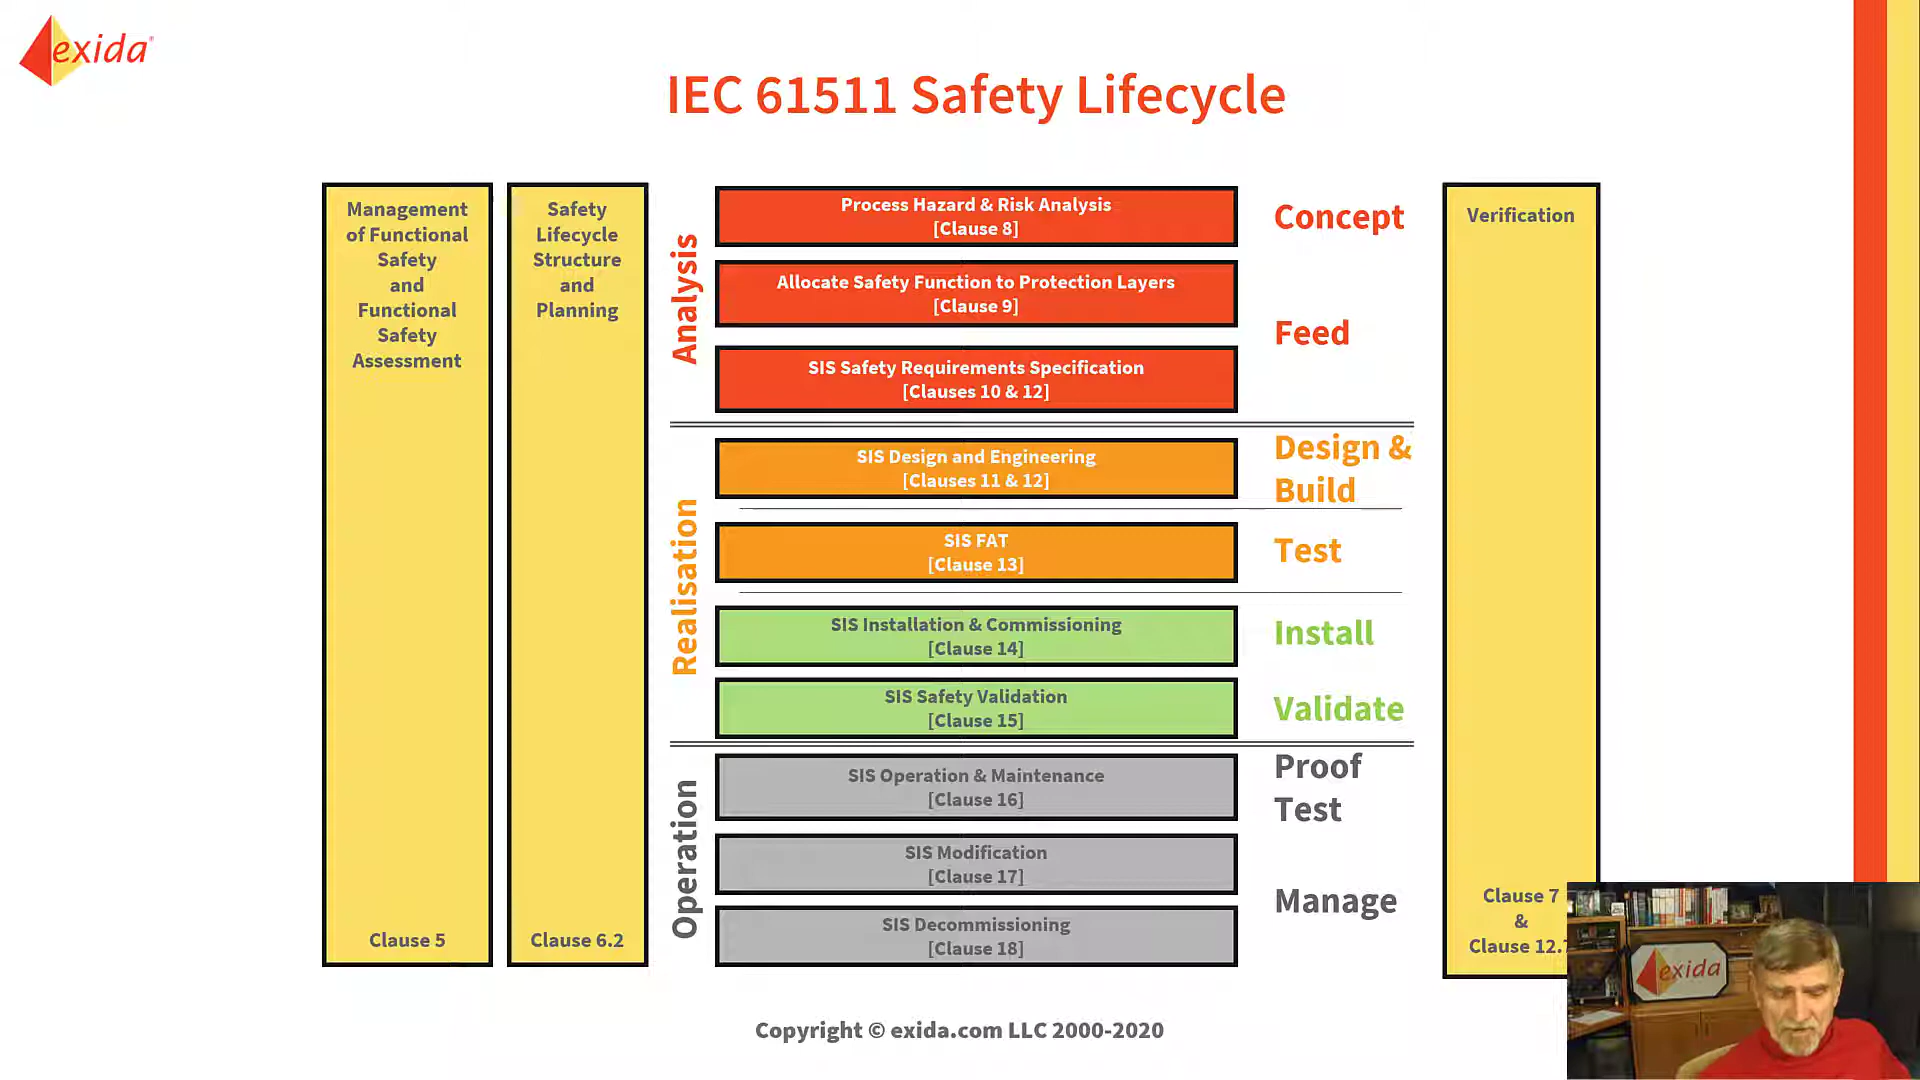 exida
IEC 61511 Safety Lifecycle
Management
of Functional
Safety
and
Functional
Safety
Assessment
Clause 5
Safety
Lifecycle
Structure
and
Planning
Clause 6.2
Analysis
Process Hazard & Risk Analysis
[Clause 8]
Allocate Safety Function to Protection Layers
[Clause 9]
SIS Safety Requirements Specification
[Clauses 10 & 12]
Concept
Feed
Realisation
SIS Design and Engineering
[Clauses 11 & 12]
Design &
Build
SIS FAT
[Clause 13]
Test
SIS Installation & Commissioning
[Clause 14]
Install
SIS Safety Validation
[Clause 15]
Validate
Operation
SIS Operation & Maintenance
[Clause 16]
Proof
Test
SIS Modification
[Clause 17]
SIS Decommissioning
[Clause 18]
Manage
Verification
Clause 7
&
Clause 12.
exida
Copyright © exida.com LLC 2000-2020